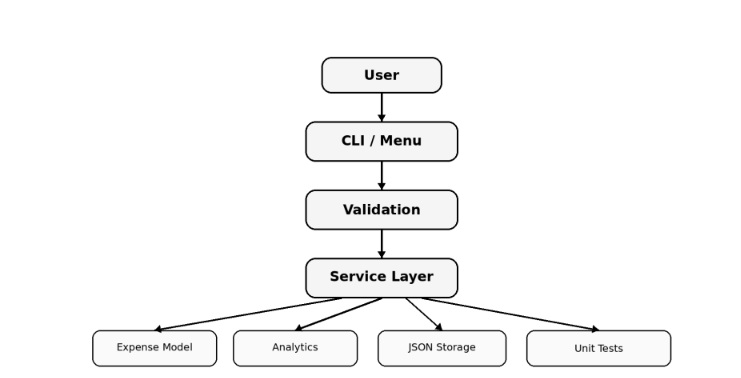 User
CLI / Menu
Validation
Service Layer
Expense Model
Analytics
JSON Storage
Unit Tests